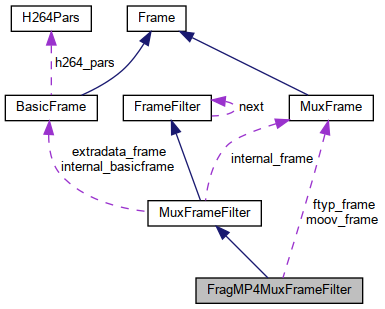 H264Pars
Frame
h264_pars
BasicFrame
FrameFilter
next
MuxFrame
extradata_frame
internal_basicframe
internal_frame
ftyp_frame
moov_frame
MuxFrameFilter
FragMP4MuxFrameFilter